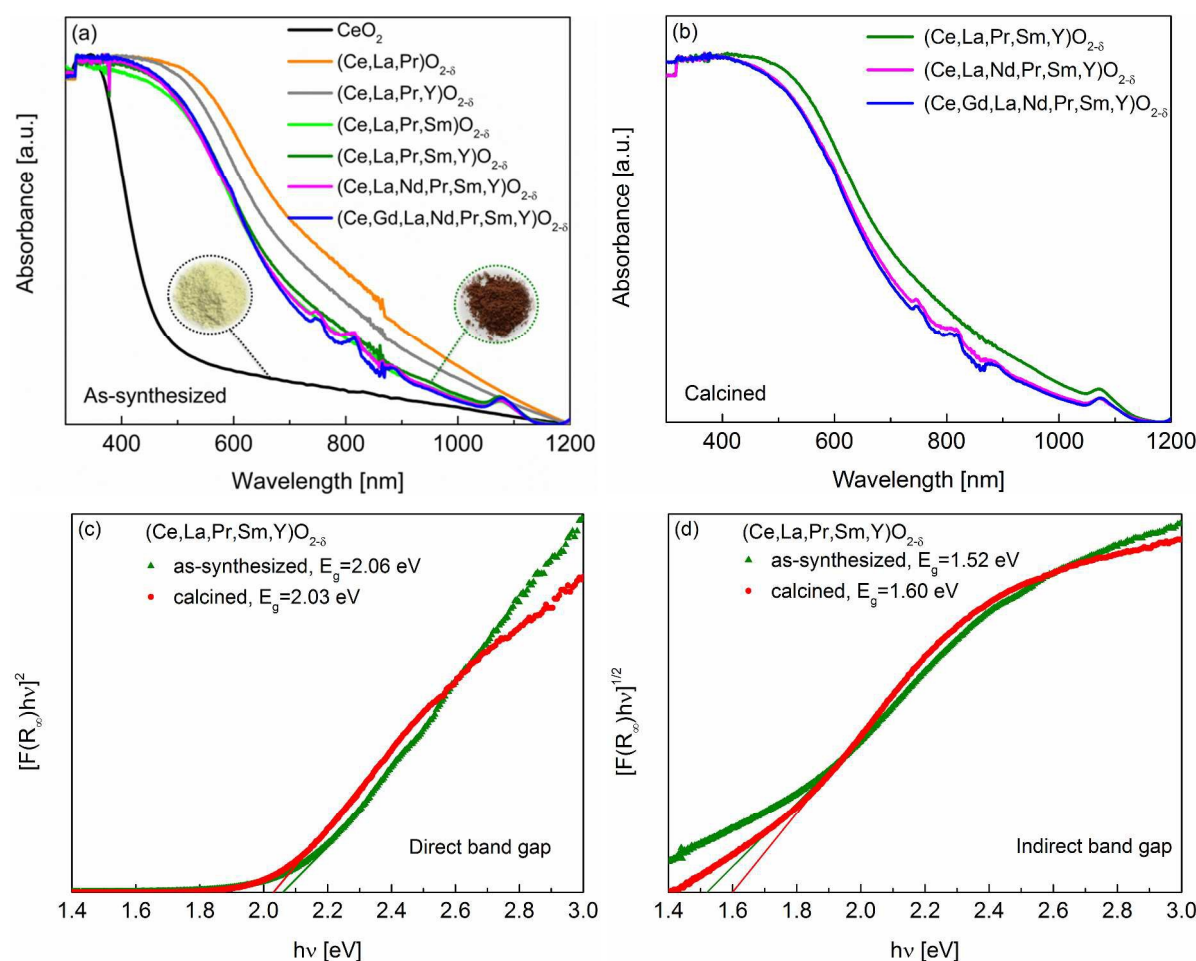 (a)
CeO2
(Ce,La,Pr)O2-δ
(Ce,La,Pr,Y)O2-δ
(Ce,La,Pr,Sm)O2-δ
(Ce,La,Pr,Sm,Y)O2-δ
(Ce,La,Nd,Pr,Sm,Y)O2-δ
(Ce,Gd,La,Nd,Pr,Sm,Y)O2-δ
Absorbance [a.u.]
As-synthesized
400 600 800 1000 1200
Wavelength [nm]
(b)
(Ce,La,Pr,Sm,Y)O2-δ
(Ce,La,Nd,Pr,Sm,Y)O2-δ
(Ce,Gd,La,Nd,Pr,Sm,Y)O2-δ
Absorbance [a.u.]
Calcined
400 600 800 1000 1200
Wavelength [nm]
(c) (Ce,La,Pr,Sm,Y)O2-δ
as-synthesized, Eg=2.06 eV
calcined, Eg=2.03 eV
[F(R∞)hν]2
Direct band gap
1.4 1.6 1.8 2.0 2.2 2.4 2.6 2.8 3.0
hν [eV]
(d) (Ce,La,Pr,Sm,Y)O2-δ
as-synthesized, Eg=1.52 eV
calcined, Eg=1.60 eV
[F(R∞)hν]1/2
Indirect band gap
1.4 1.6 1.8 2.0 2.2 2.4 2.6 2.8 3.0
hν [eV]